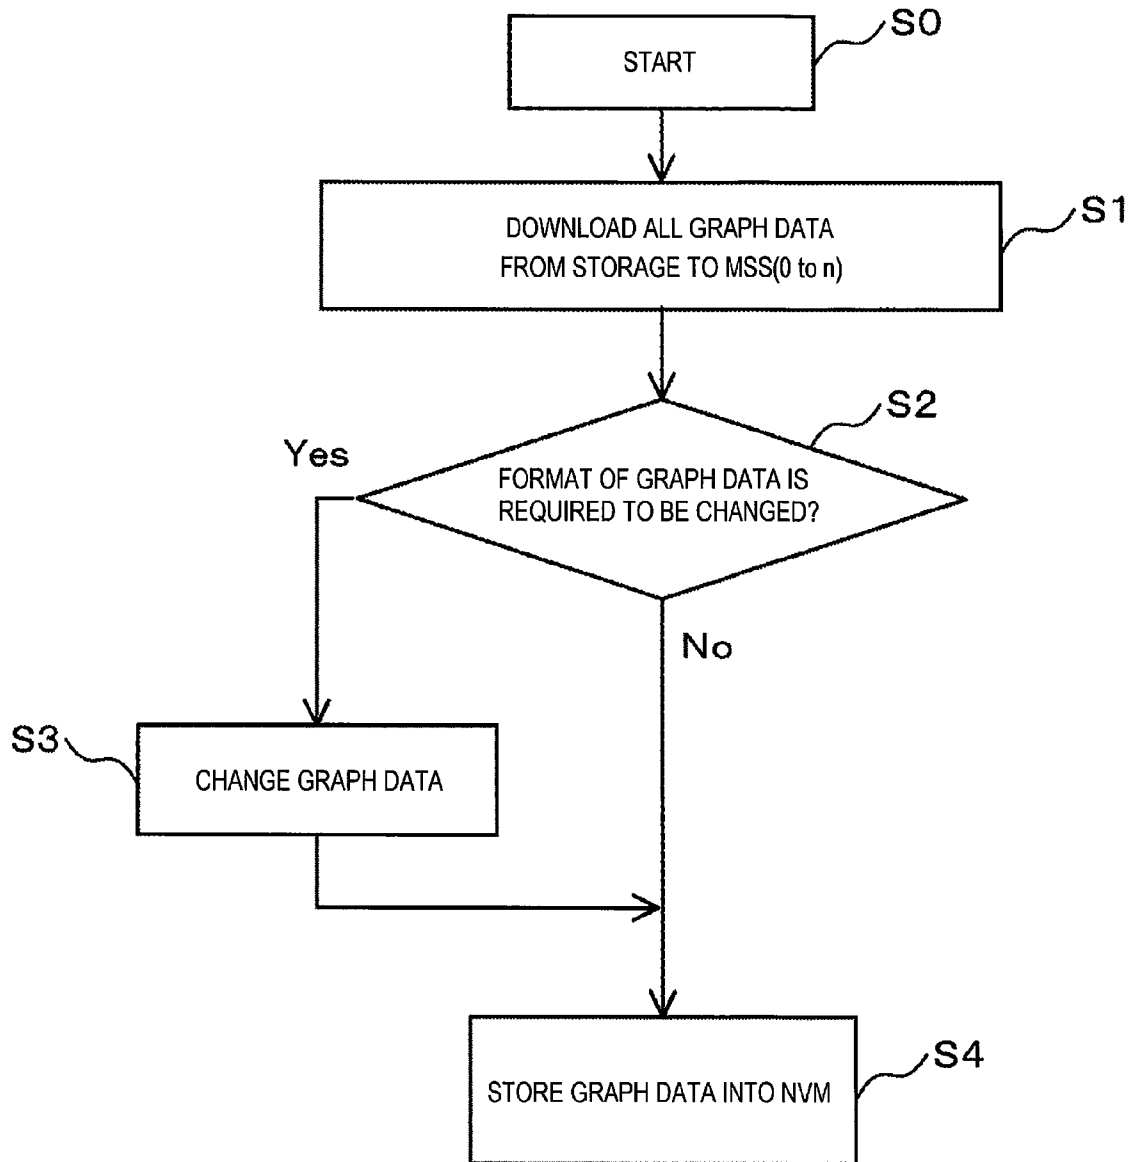 S0
START
S1
DOWNLOAD ALL GRAPH DATA
FROM STORAGE TO MSS(0 to n)
S2
Yes
FORMAT OF GRAPH DATA IS
REQUIRED TO BE CHANGED?
No
S3
CHANGE GRAPH DATA
S4
STORE GRAPH DATA INTO NVM